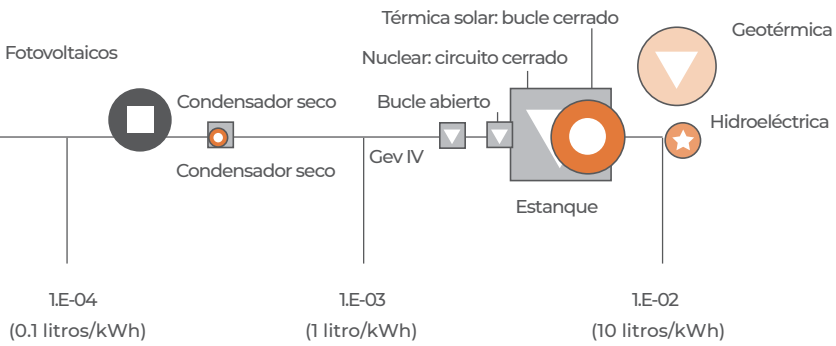 Térmica solar: bucle cerrado
Geotérmica
Fotovoltaicos
Nuclear: circuito cerrado
Condensador seco
Bucle abierto
Hidroeléctrica
Condensador seco
Gev IV
Estanque
1.E-04
1.E-03
1.E-02
(0.1 litros/kWh)
(1 litro/kWh)
(10 litros/kWh)